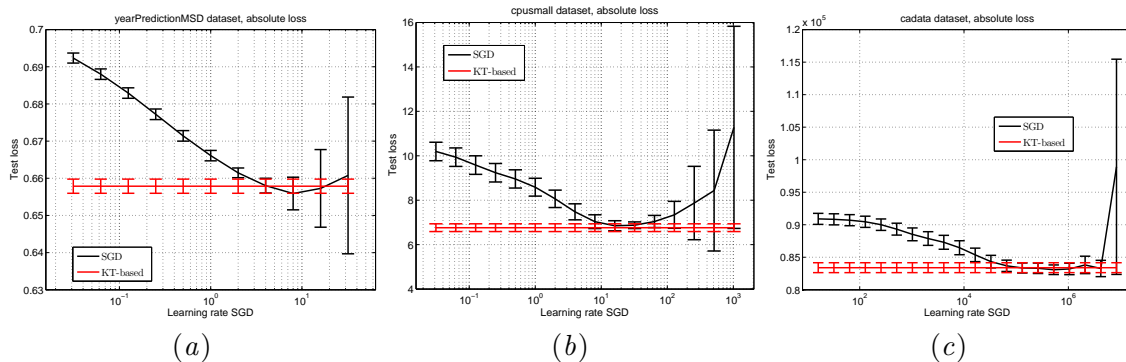 yearPredictionMSD dataset, absolute loss
0.7
0.69
0.68
0.67
0.66
0.65
0.64
0.63
Test loss
SGD
KT-based
10⁻¹ 10⁰ 10¹
Learning rate SGD
(a)
cpusmall dataset, absolute loss
16
14
12
10
8
6
4
Test loss
SGD
KT-based
10⁻¹ 10⁰ 10¹ 10² 10³
Learning rate SGD
(b)
cadata dataset, absolute loss
x 10⁵
1.2
1.15
1.1
1.05
1
0.95
0.9
0.85
0.8
Test loss
SGD
KT-based
10² 10⁴ 10⁶
Learning rate SGD
(c)